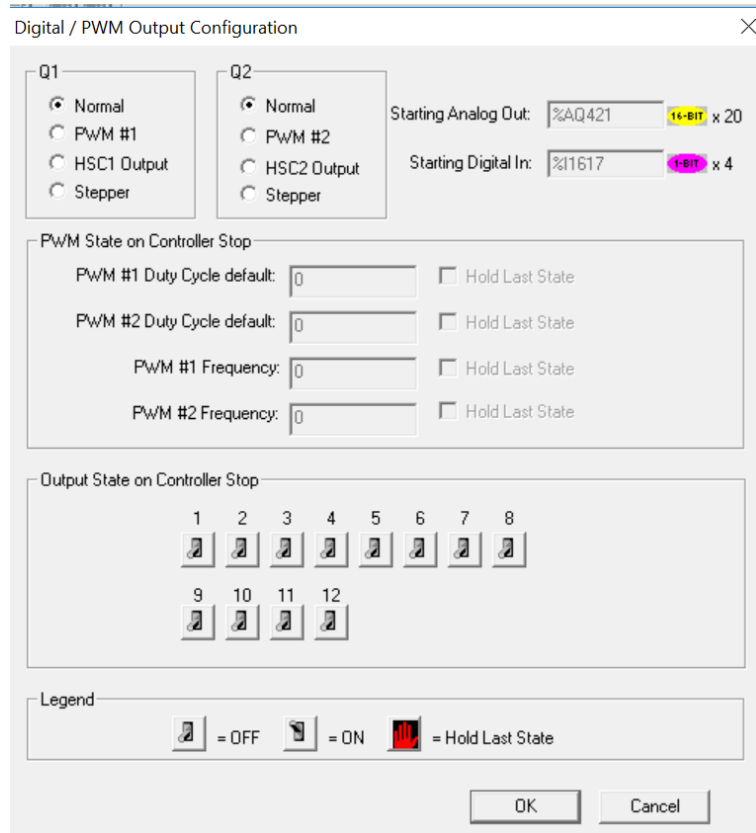 Digital / PWM Output Configuration
Q1
Normal
PWM #1
HSC1 Output
Stepper
Q2
Normal
PWM #2
HSC2 Output
Stepper
Starting Analog Out: %AQ421 16-BIT x 20
Starting Digital In: %I1617 1-BIT x 4
PWM State on Controller Stop
PWM #1 Duty Cycle default: 0 Hold Last State
PWM #2 Duty Cycle default: 0 Hold Last State
PWM #1 Frequency: 0 Hold Last State
PWM #2 Frequency: 0 Hold Last State
Output State on Controller Stop
1 2 3 4 5 6 7 8
9 10 11 12
Legend
= OFF = ON = Hold Last State
OK Cancel